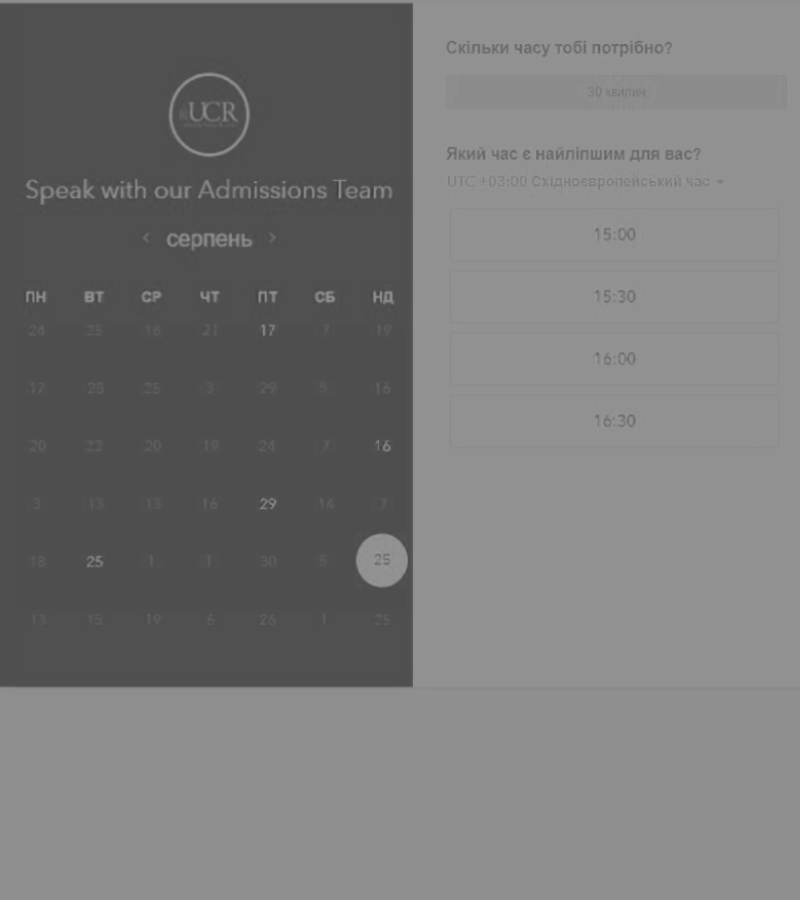 UCR
Speak with our Admissions Team
‹ серпень ›
ПН ВТ СР ЧТ ПТ СБ НД
24 25 18 21 17 7 19
17 28 25 3 29 5 16
20 22 20 19 24 7 16
3 13 13 16 29 14 7
18 25 1 1 30 5 25
13 15 19 6 26 1 25
Скільки часу тобі потрібно?
30 хвилин
Який час є найліпшим для вас?
UTC +03:00 Східноєвропейський час
15:00
15:30
16:00
16:30